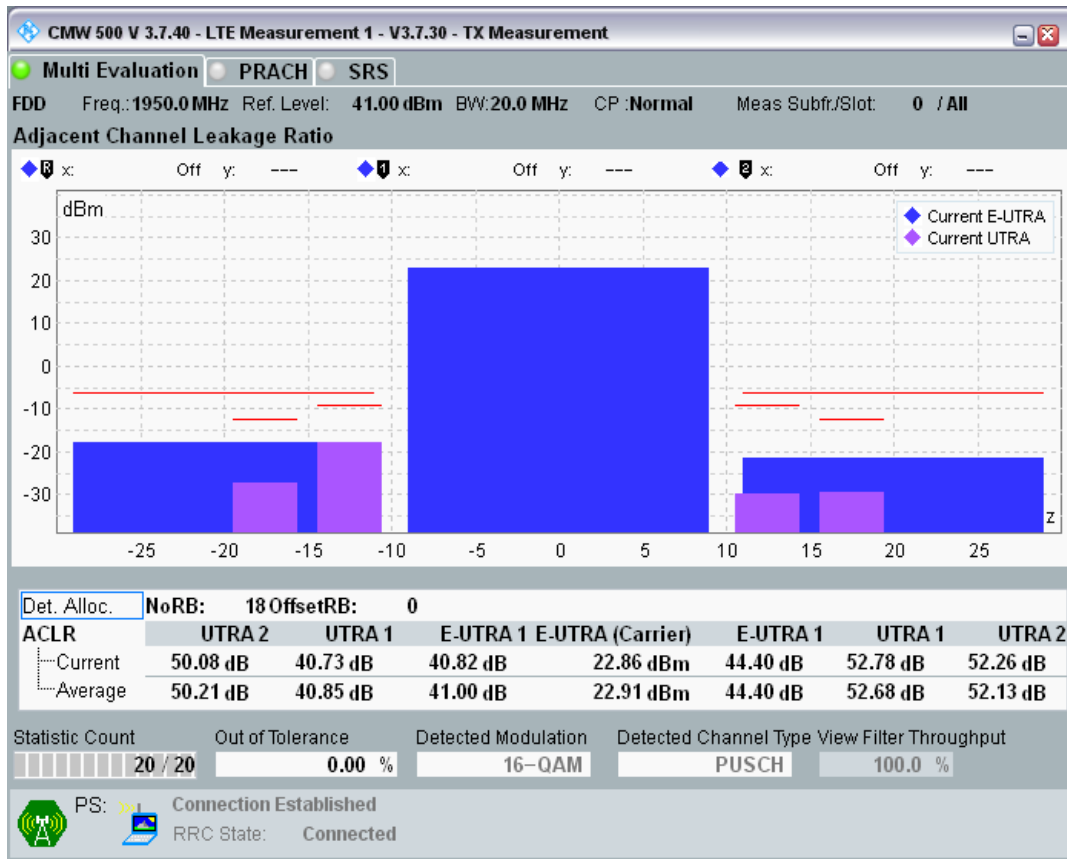 CMW 500 V 3.7.40 - LTE Measurement 1 - V3.7.30 - TX Measurement
Multi Evaluation PRACH SRS
FDD Freq.: 1950.0 MHz Ref. Level: 41.00 dBm BW: 20.0 MHz CP : Normal Meas Subfr./Slot: 0 / All
Adjacent Channel Leakage Ratio
R x: Off y: --- 1 x: Off y: --- 2 x: Off y: ---
dBm
Current E-UTRA
Current UTRA
30
20
10
0
-10
-20
-30
z
-25 -20 -15 -10 -5 0 5 10 15 20 25
Det. Alloc. NoRB: 18 OffsetRB: 0
ACLR UTRA 2 UTRA 1 E-UTRA 1 E-UTRA (Carrier) E-UTRA 1 UTRA 1 UTRA 2
Current 50.08 dB 40.73 dB 40.82 dB 22.86 dBm 44.40 dB 52.78 dB 52.26 dB
Average 50.21 dB 40.85 dB 41.00 dB 22.91 dBm 44.40 dB 52.68 dB 52.13 dB
Statistic Count Out of Tolerance Detected Modulation Detected Channel Type View Filter Throughput
20 / 20 0.00 % 16-QAM PUSCH 100.0 %
PS: Connection Established
RRC State: Connected